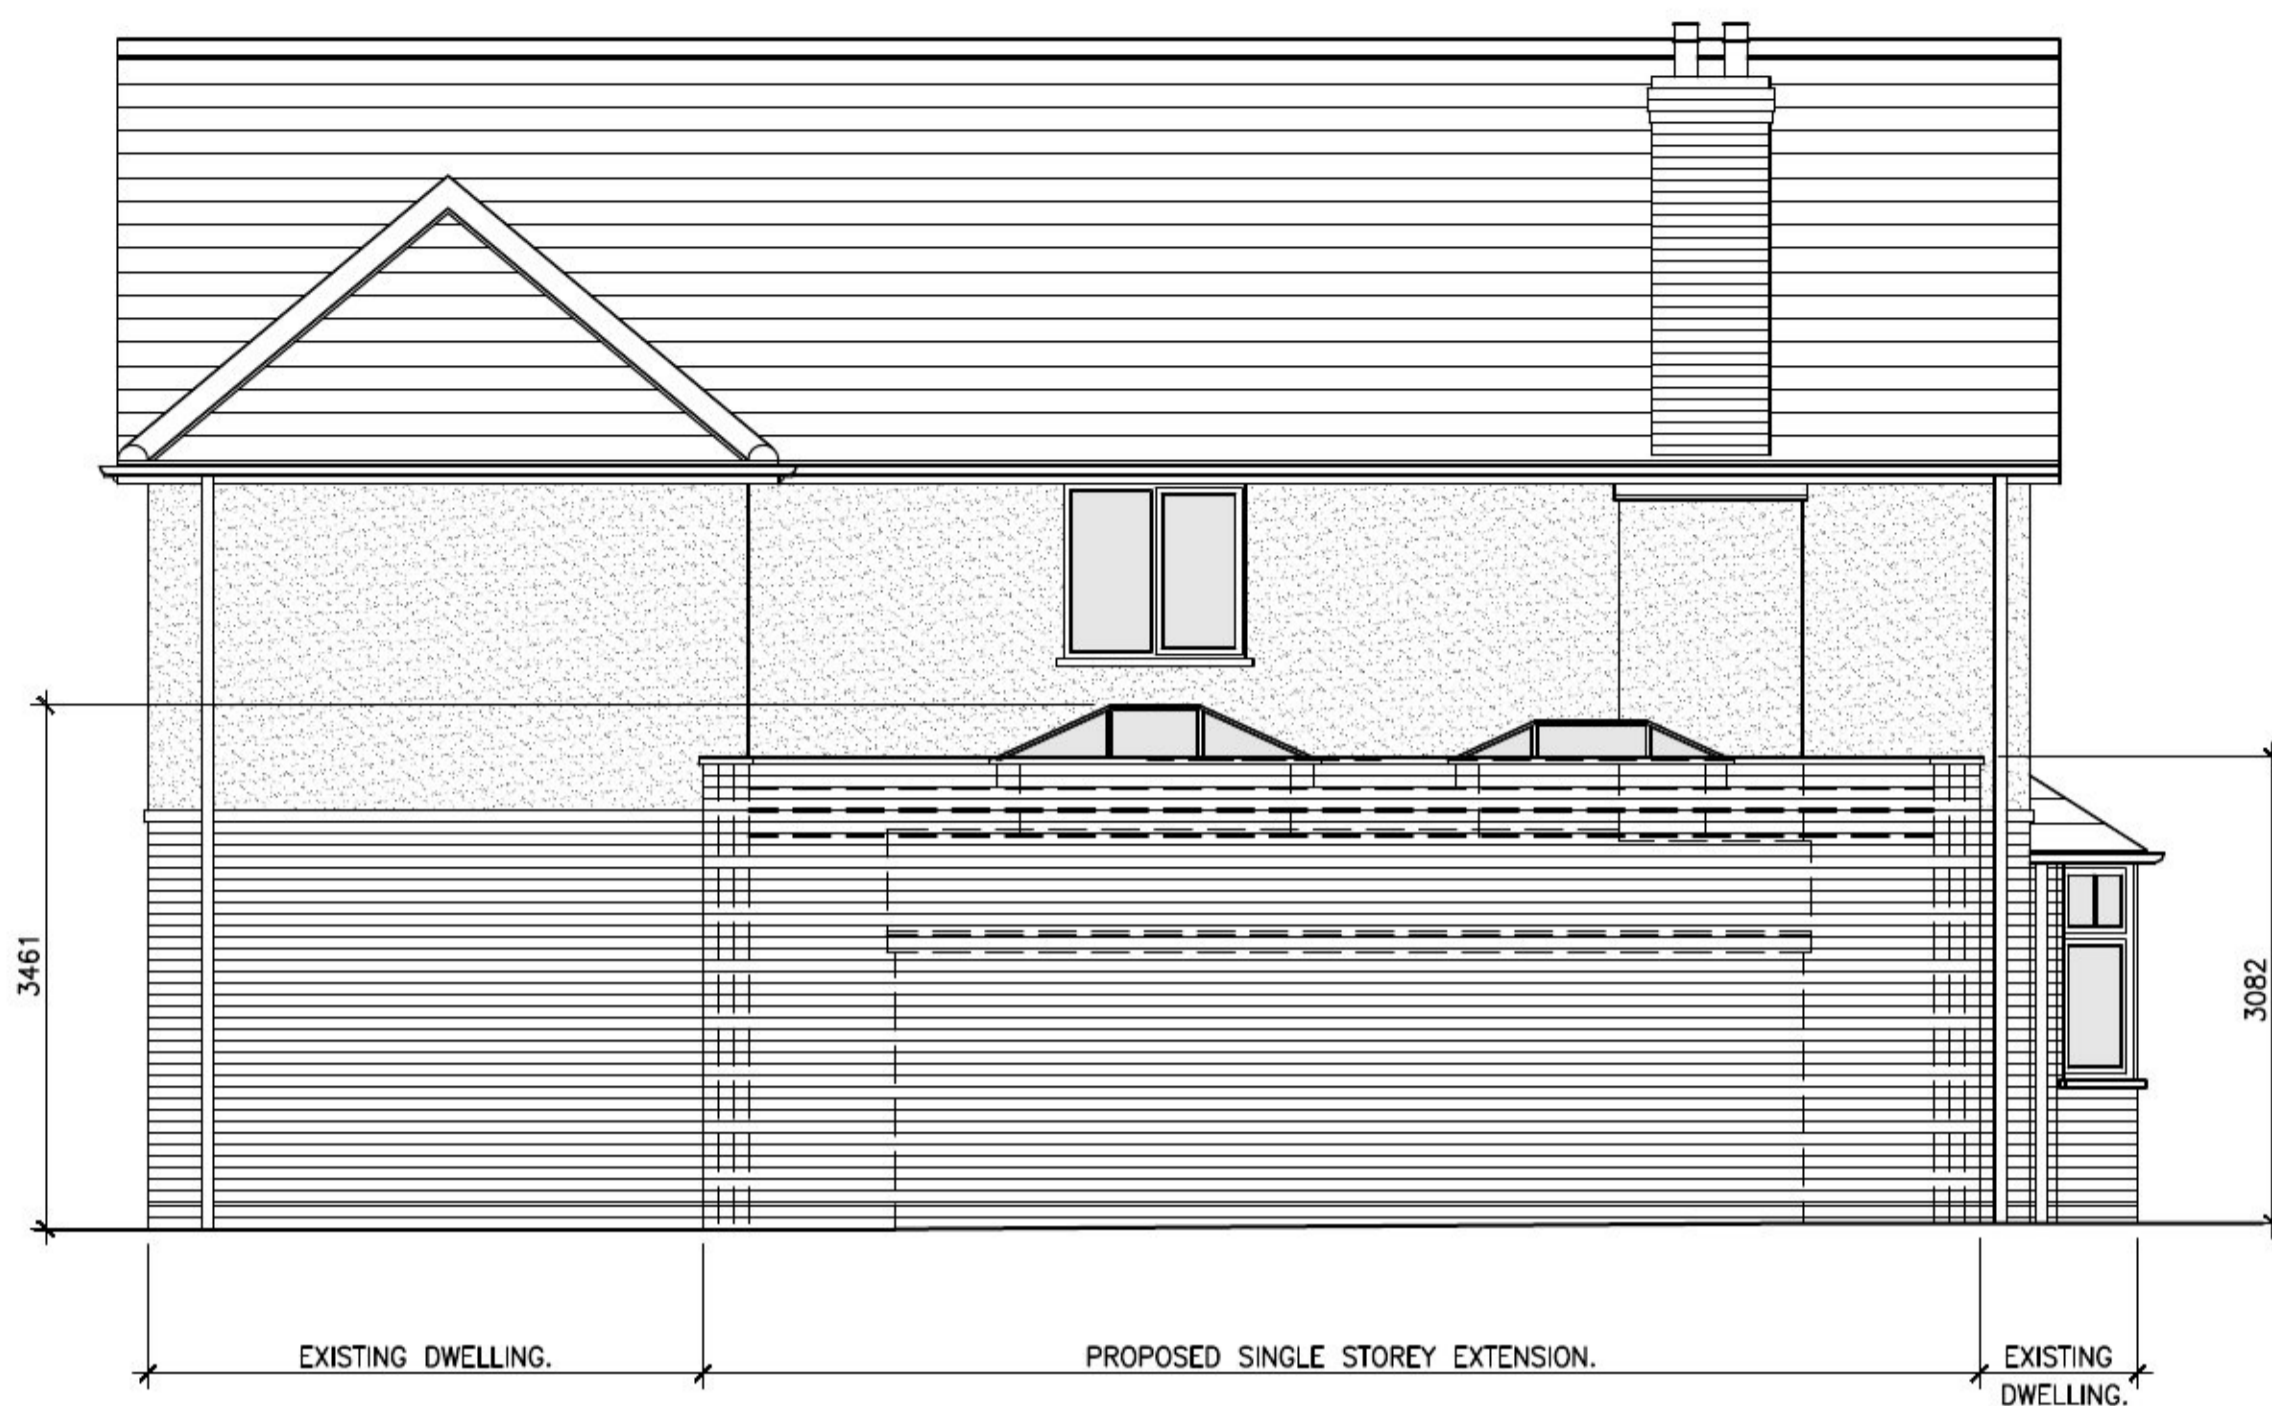 3461
3082
EXISTING DWELLING.
PROPOSED SINGLE STOREY EXTENSION.
EXISTING
DWELLING.